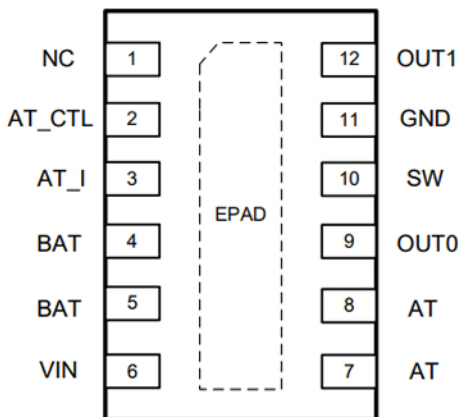 NC 1 12 OUT1
AT_CTL 2 11 GND
AT_I 3 10 SW
EPAD
BAT 4 9 OUT0
BAT 5 8 AT
VIN 6 7 AT